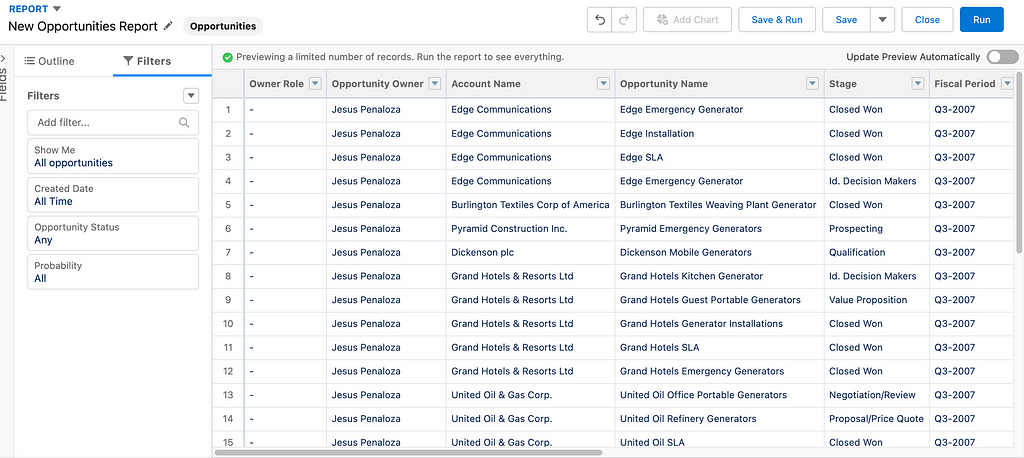 REPORT
New Opportunities Report Opportunities
Add Chart Save & Run Save Close Run
Fields
Outline Filters
Previewing a limited number of records. Run the report to see everything. Update Preview Automatically
Filters
Add filter...
Show Me
All opportunities
Created Date
All Time
Opportunity Status
Any
Probability
All
Owner Role Opportunity Owner Account Name Opportunity Name Stage Fiscal Period
1 - Jesus Penaloza Edge Communications Edge Emergency Generator Closed Won Q3-2007
2 - Jesus Penaloza Edge Communications Edge Installation Closed Won Q3-2007
3 - Jesus Penaloza Edge Communications Edge SLA Closed Won Q3-2007
4 - Jesus Penaloza Edge Communications Edge Emergency Generator Id. Decision Makers Q3-2007
5 - Jesus Penaloza Burlington Textiles Corp of America Burlington Textiles Weaving Plant Generator Closed Won Q3-2007
6 - Jesus Penaloza Pyramid Construction Inc. Pyramid Emergency Generators Prospecting Q3-2007
7 - Jesus Penaloza Dickenson plc Dickenson Mobile Generators Qualification Q3-2007
8 - Jesus Penaloza Grand Hotels & Resorts Ltd Grand Hotels Kitchen Generator Id. Decision Makers Q3-2007
9 - Jesus Penaloza Grand Hotels & Resorts Ltd Grand Hotels Guest Portable Generators Value Proposition Q3-2007
10 - Jesus Penaloza Grand Hotels & Resorts Ltd Grand Hotels Generator Installations Closed Won Q3-2007
11 - Jesus Penaloza Grand Hotels & Resorts Ltd Grand Hotels SLA Closed Won Q3-2007
12 - Jesus Penaloza Grand Hotels & Resorts Ltd Grand Hotels Emergency Generators Closed Won Q3-2007
13 - Jesus Penaloza United Oil & Gas Corp. United Oil Office Portable Generators Negotiation/Review Q3-2007
14 - Jesus Penaloza United Oil & Gas Corp. United Oil Refinery Generators Proposal/Price Quote Q3-2007
15 - Jesus Penaloza United Oil & Gas Corp. United Oil SLA Closed Won Q3-2007